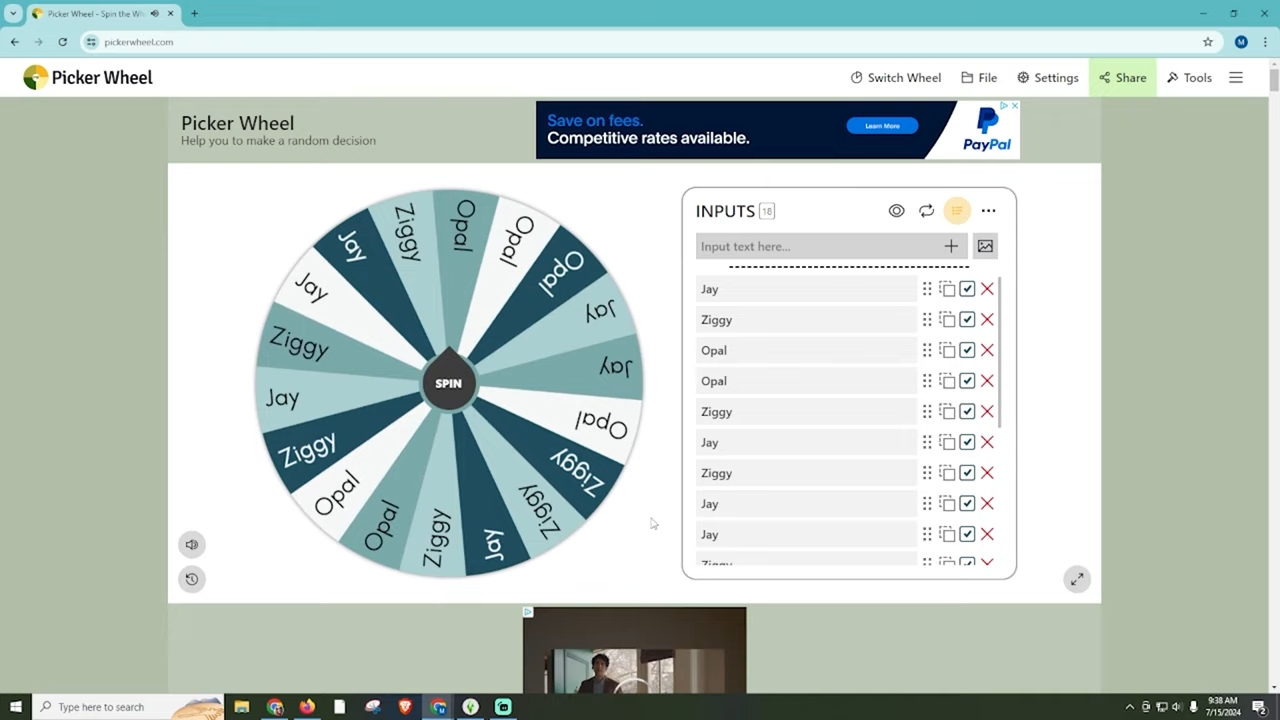 Picker Wheel - Spin the Wh
pickerwheel.com
M
Picker Wheel
Switch Wheel
File
Settings
Share
Tools
Picker Wheel
Help you to make a random decision
Save on fees.
Competitive rates available.
Learn More
PayPal
Opal
Opal
Opal
Jay
Jay
Opal
Ziggy
Ziggy
Jay
Ziggy
Opal
Opal
Ziggy
Jay
Ziggy
Jay
Jay
Ziggy
SPIN
INPUTS 18
Input text here...
Jay
Ziggy
Opal
Opal
Ziggy
Jay
Ziggy
Jay
Jay
Ziggy
Type here to search
9:38 AM
7/15/2024
2